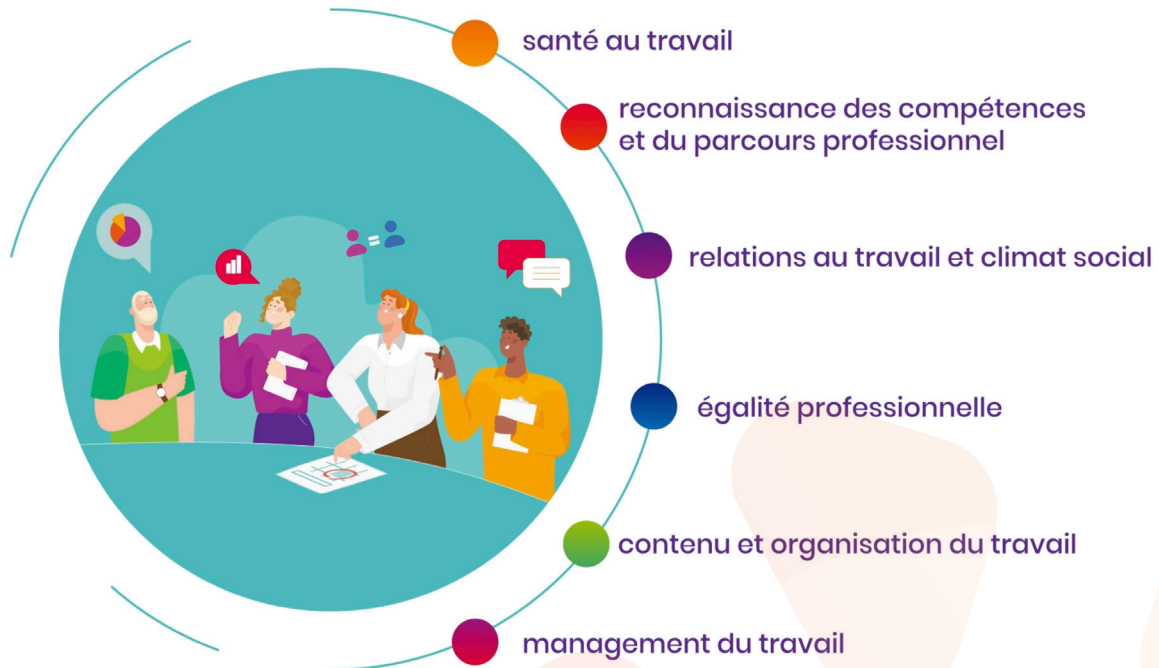 santé au travail
reconnaissance des compétences
et du parcours professionnel
relations au travail et climat social
égalité professionnelle
contenu et organisation du travail
management du travail